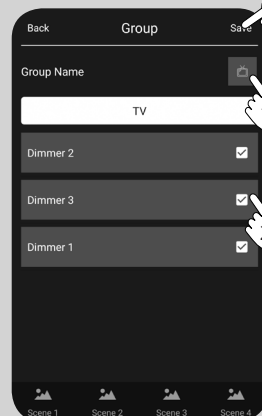 Back Group Save
Group Name
TV
Dimmer 2
Dimmer 3
Dimmer 1
Scene 1 Scene 2 Scene 3 Scene 4